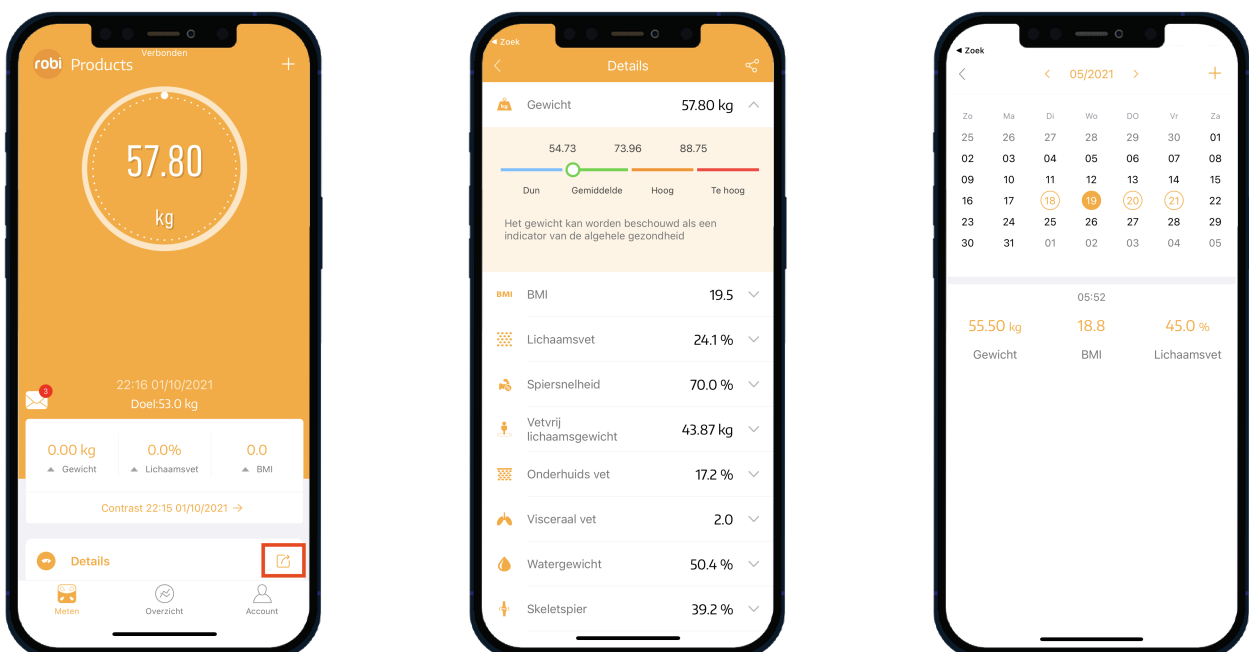 Verbonden
robi Products +
57.80
kg
22:16 01/10/2021
3
Doel:53.0 kg
0.00 kg 0.0% 0.0
Gewicht Lichaamsvet BMI
Contrast 22:15 01/10/2021 →
Details
Meten Overzicht Account
◄ Zoek
Details
kg Gewicht 57.80 kg
54.73 73.96 88.75
Dun Gemiddelde Hoog Te hoog
Het gewicht kan worden beschouwd als een
indicator van de algehele gezondheid
BMI BMI 19.5
Lichaamsvet 24.1 %
Spiersnelheid 70.0 %
Vetvrij
lichaamsgewicht 43.87 kg
Onderhuids vet 17.2 %
Visceraal vet 2.0
Watergewicht 50.4 %
Skeletspier 39.2 %
◄ Zoek
< 05/2021 > +
Zo Ma Di Wo DO Vr Za
25 26 27 28 29 30 01
02 03 04 05 06 07 08
09 10 11 12 13 14 15
16 17 18 19 20 21 22
23 24 25 26 27 28 29
30 31 01 02 03 04 05
05:52
55.50 kg 18.8 45.0 %
Gewicht BMI Lichaamsvet